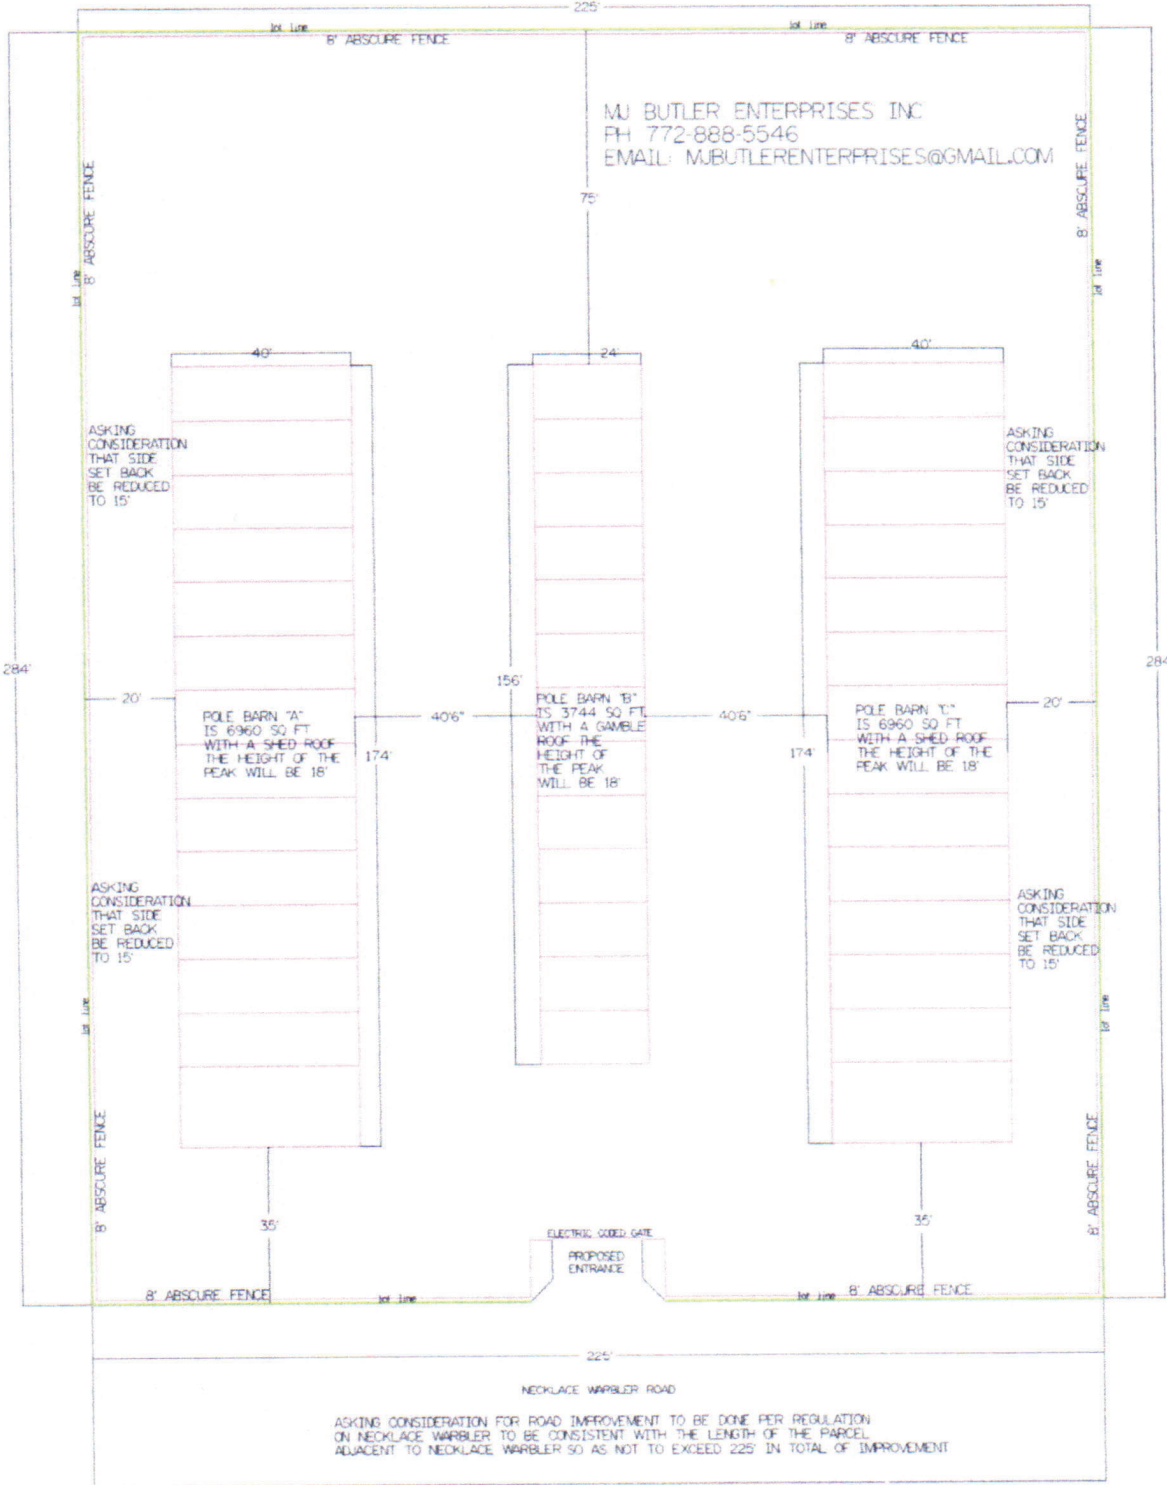 225'
lot line
lot line
8' ABSCURE FENCE
8' ABSCURE FENCE
MJ BUTLER ENTERPRISES INC
PH 772-888-5546
EMAIL: MJBUTLERENTERPRISES@GMAIL.COM
8' ABSCURE FENCE
8' ABSCURE FENCE
75'
lot line
lot line
40'
24'
40'
ASKING
CONSIDERATION
THAT SIDE
SET BACK
BE REDUCED
TO 15'
ASKING
CONSIDERATION
THAT SIDE
SET BACK
BE REDUCED
TO 15'
284'
284'
20'
40'6"
156'
40'6"
20'
POLE BARN "A"
IS 6960 SQ FT
WITH A SHED ROOF
THE HEIGHT OF THE
PEAK WILL BE 18'
174'
POLE BARN "B"
IS 3744 SQ FT
WITH A GAMBLE
ROOF THE
HEIGHT OF
THE PEAK
WILL BE 18'
174'
POLE BARN "C"
IS 6960 SQ FT
WITH A SHED ROOF
THE HEIGHT OF THE
PEAK WILL BE 18'
ASKING
CONSIDERATION
THAT SIDE
SET BACK
BE REDUCED
TO 15'
ASKING
CONSIDERATION
THAT SIDE
SET BACK
BE REDUCED
TO 15'
lot line
lot line
8' ABSCURE FENCE
8' ABSCURE FENCE
35'
35'
ELECTRIC CODED GATE
PROPOSED
ENTRANCE
8' ABSCURE FENCE
lot line
lot line
8' ABSCURE FENCE
225'
NECKLACE WARBLER ROAD
ASKING CONSIDERATION FOR ROAD IMPROVEMENT TO BE DONE PER REGULATION
ON NECKLACE WARBLER TO BE CONSISTENT WITH THE LENGTH OF THE PARCEL
ADJACENT TO NECKLACE WARBLER SO AS NOT TO EXCEED 225' IN TOTAL OF IMPROVEMENT